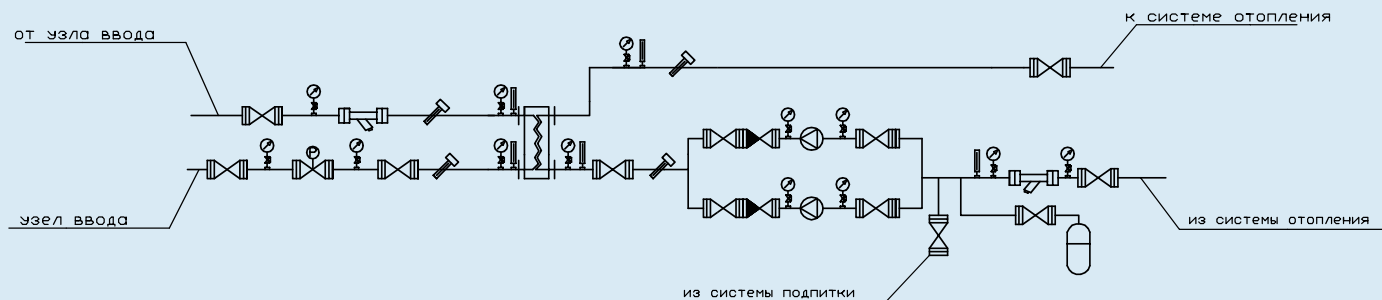 к системе отопления
от узла ввода
P
узел ввода
из системы отопления
из системы подпитки